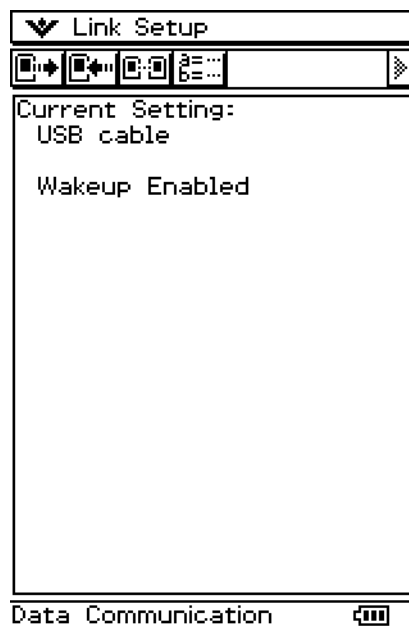 Link Setup
a=...
b=...
Current Setting:
USB cable
Wakeup Enabled
Data Communication